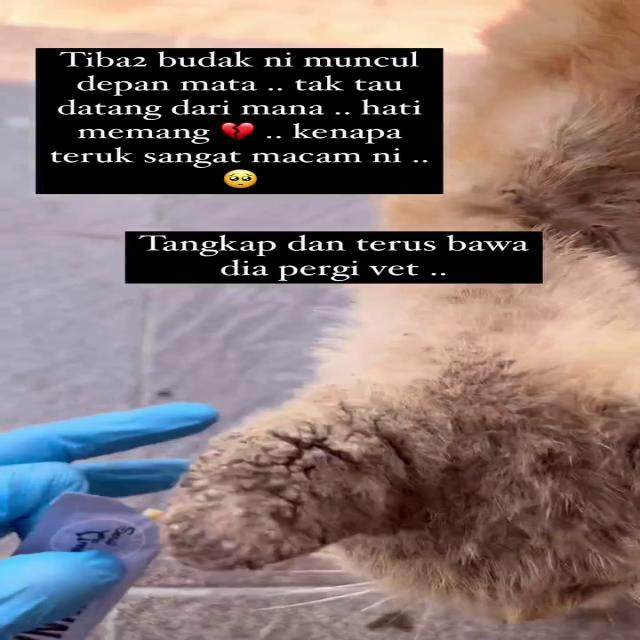 Tiba2 budak ni muncul
depan mata .. tak tau
datang dari mana .. hati
memang 💔 .. kenapa
teruk sangat macam ni ..
🥺
Tangkap dan terus bawa
dia pergi vet ..